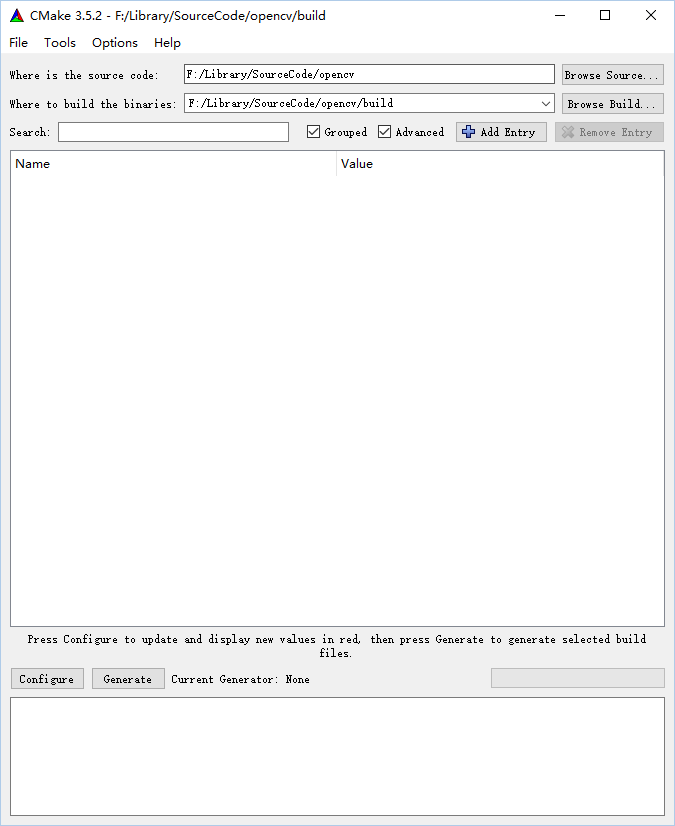 CMake 3.5.2 - F:/Library/SourceCode/opencv/build
File Tools Options Help
Where is the source code: F:/Library/SourceCode/opencv Browse Source...
Where to build the binaries: F:/Library/SourceCode/opencv/build Browse Build...
Search: Grouped Advanced Add Entry Remove Entry
Name Value
Press Configure to update and display new values in red, then press Generate to generate selected build
files.
Configure Generate Current Generator: None